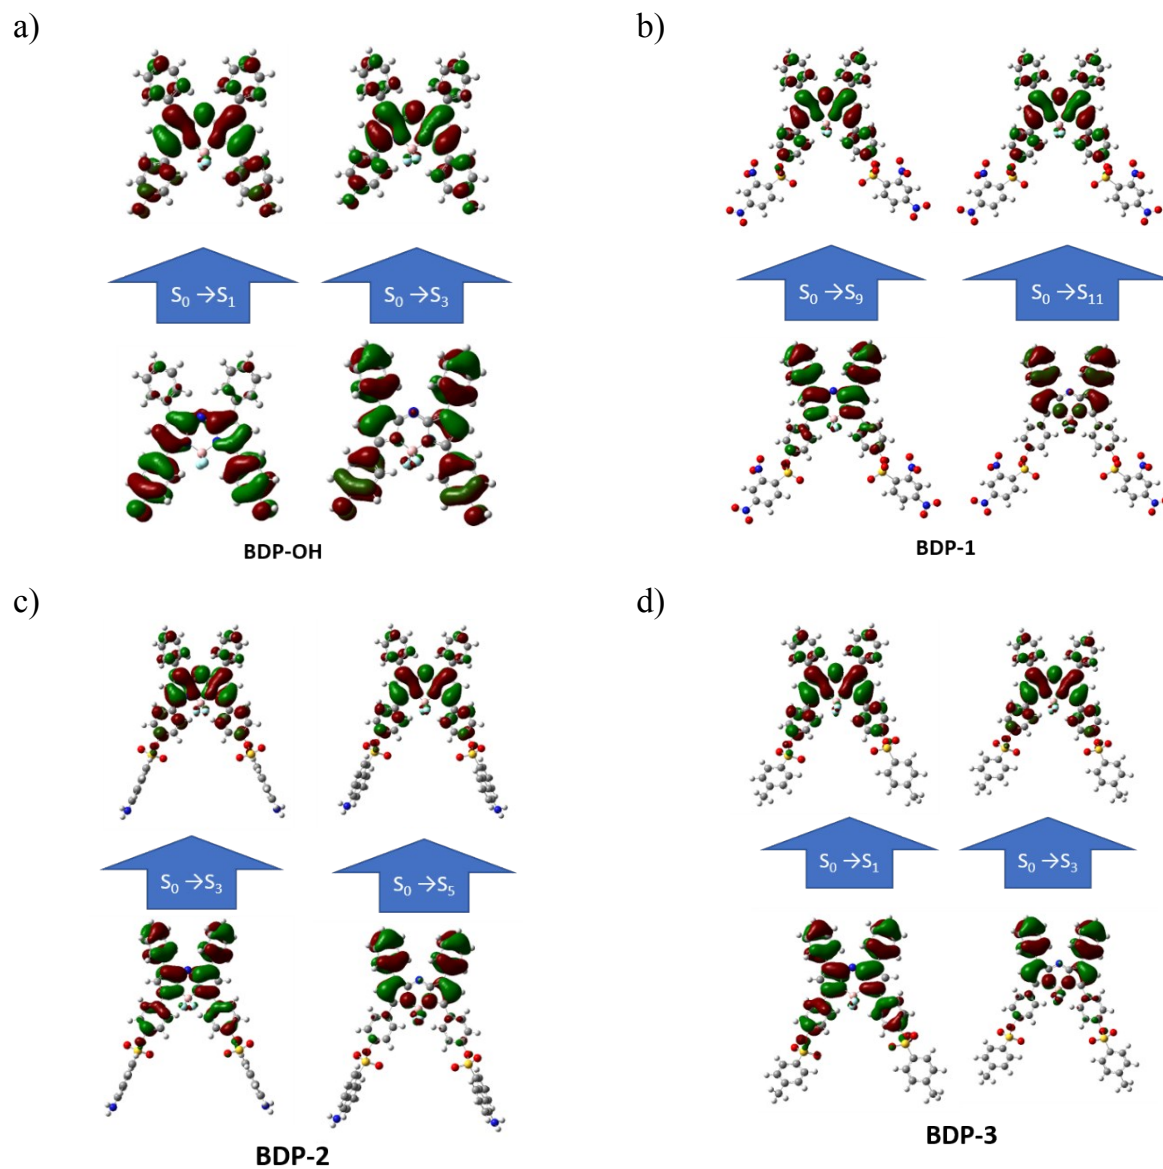 a)
b)
S₀ →S₁
S₀ →S₃
S₀ →S₉
S₀ →S₁₁
BDP-OH
BDP-1
c)
d)
S₀ →S₃
S₀ →S₅
S₀ →S₁
S₀ →S₃
BDP-2
BDP-3